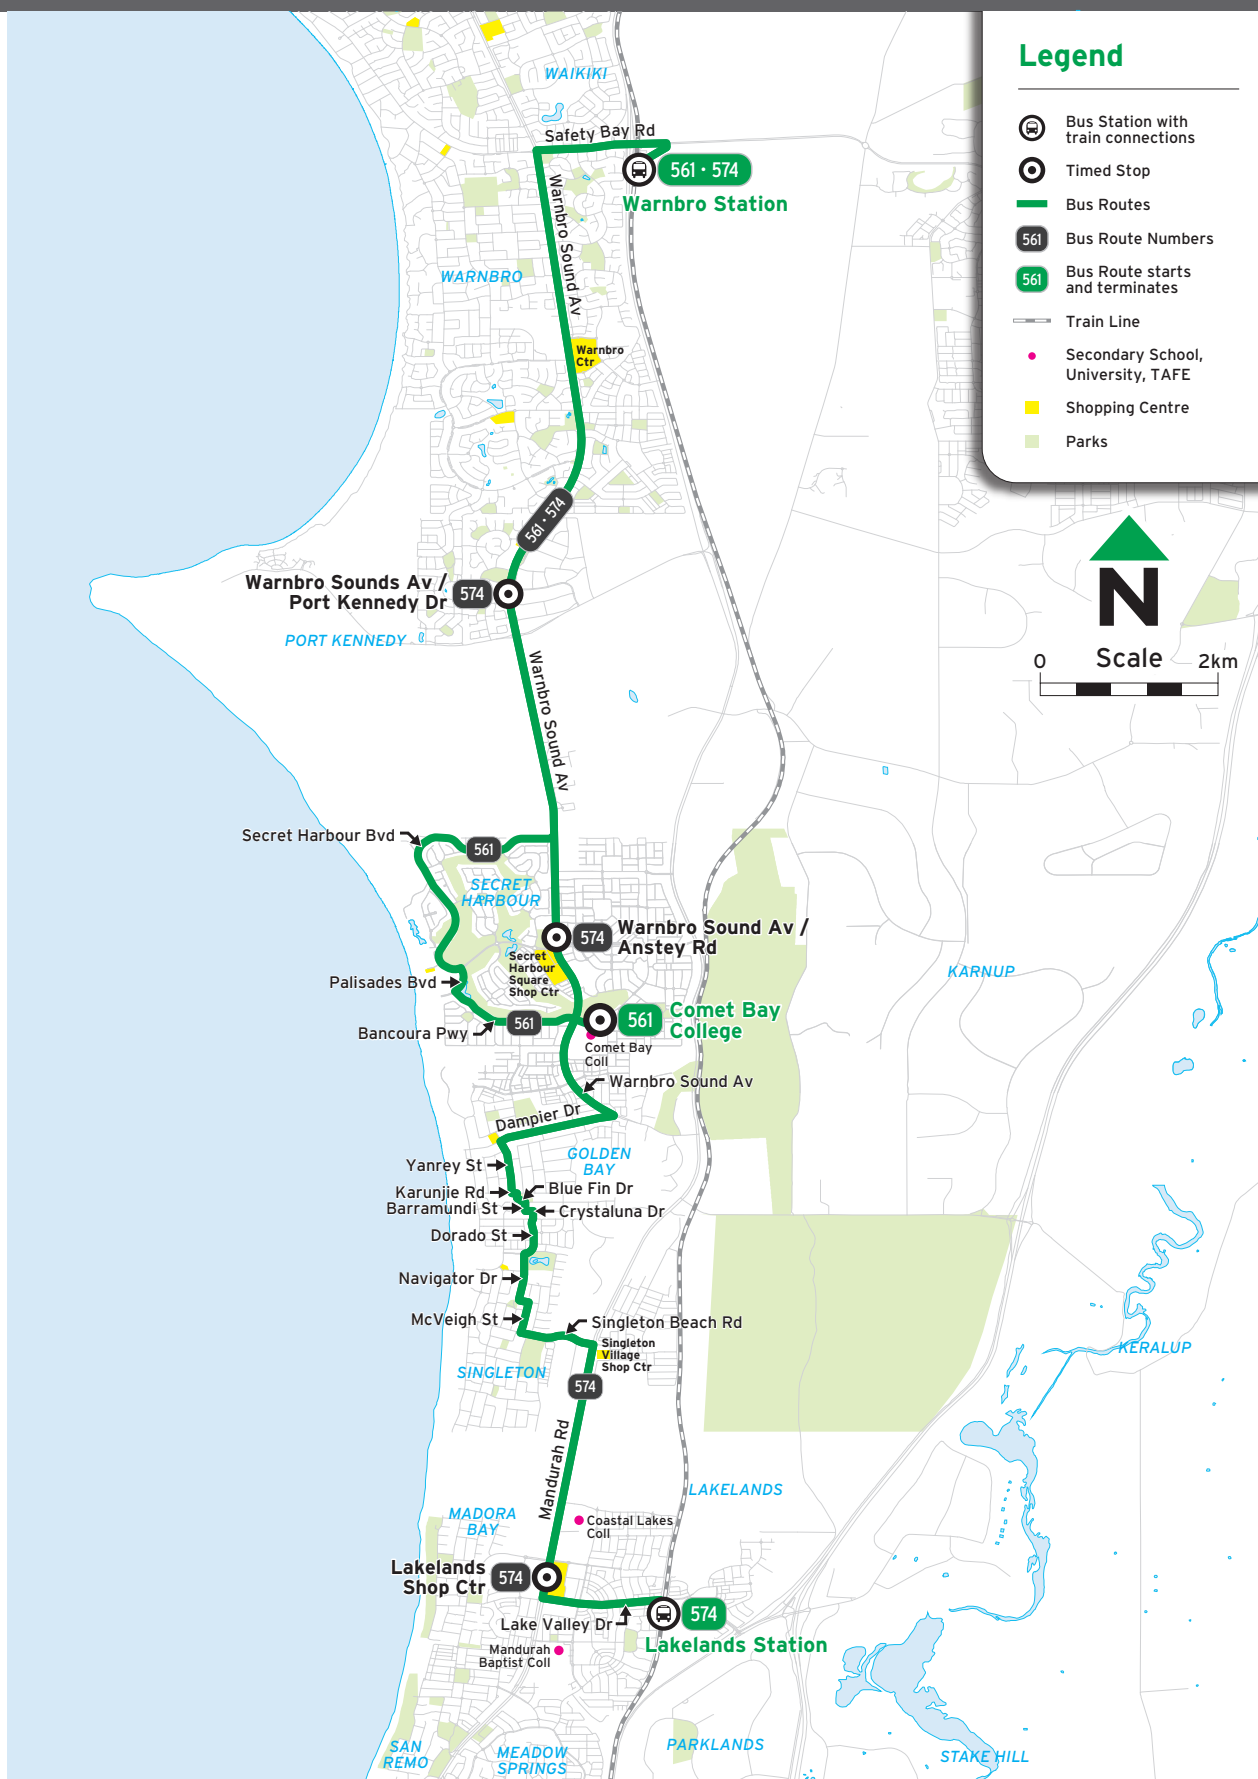 Legend
Bus Station with
train connections
Timed Stop
Bus Routes
561
Bus Route Numbers
561
Bus Route starts
and terminates
Train Line
Secondary School,
University, TAFE
Shopping Centre
Parks
N
0 Scale 2km
WAIKIKI
Safety Bay Rd
561 • 574
Warnbro Station
Warnbro Sound Av
WARNBRO
Warnbro
Ctr
561 • 574
Warnbro Sounds Av /
Port Kennedy Dr
574
PORT KENNEDY
Warnbro Sound Av
Secret Harbour Bvd
561
SECRET
HARBOUR
574
Warnbro Sound Av /
Anstey Rd
Secret
Harbour
Square
Shop Ctr
KARNUP
Palisades Bvd
561
Comet Bay
College
561
Bancoura Pwy
Comet Bay
Coll
Warnbro Sound Av
Dampier Dr
GOLDEN
BAY
Yanrey St
Karunjie Rd
Blue Fin Dr
Barramundi St
Crystaluna Dr
Dorado St
Navigator Dr
McVeigh St
Singleton Beach Rd
Singleton
Village
Shop Ctr
KERALUP
SINGLETON
574
Mandurah Rd
LAKELANDS
MADORA
BAY
Coastal Lakes
Coll
Lakelands
Shop Ctr
574
574
Lake Valley Dr
Lakelands Station
Mandurah
Baptist Coll
SAN
REMO
MEADOW
SPRINGS
PARKLANDS
STAKE HILL